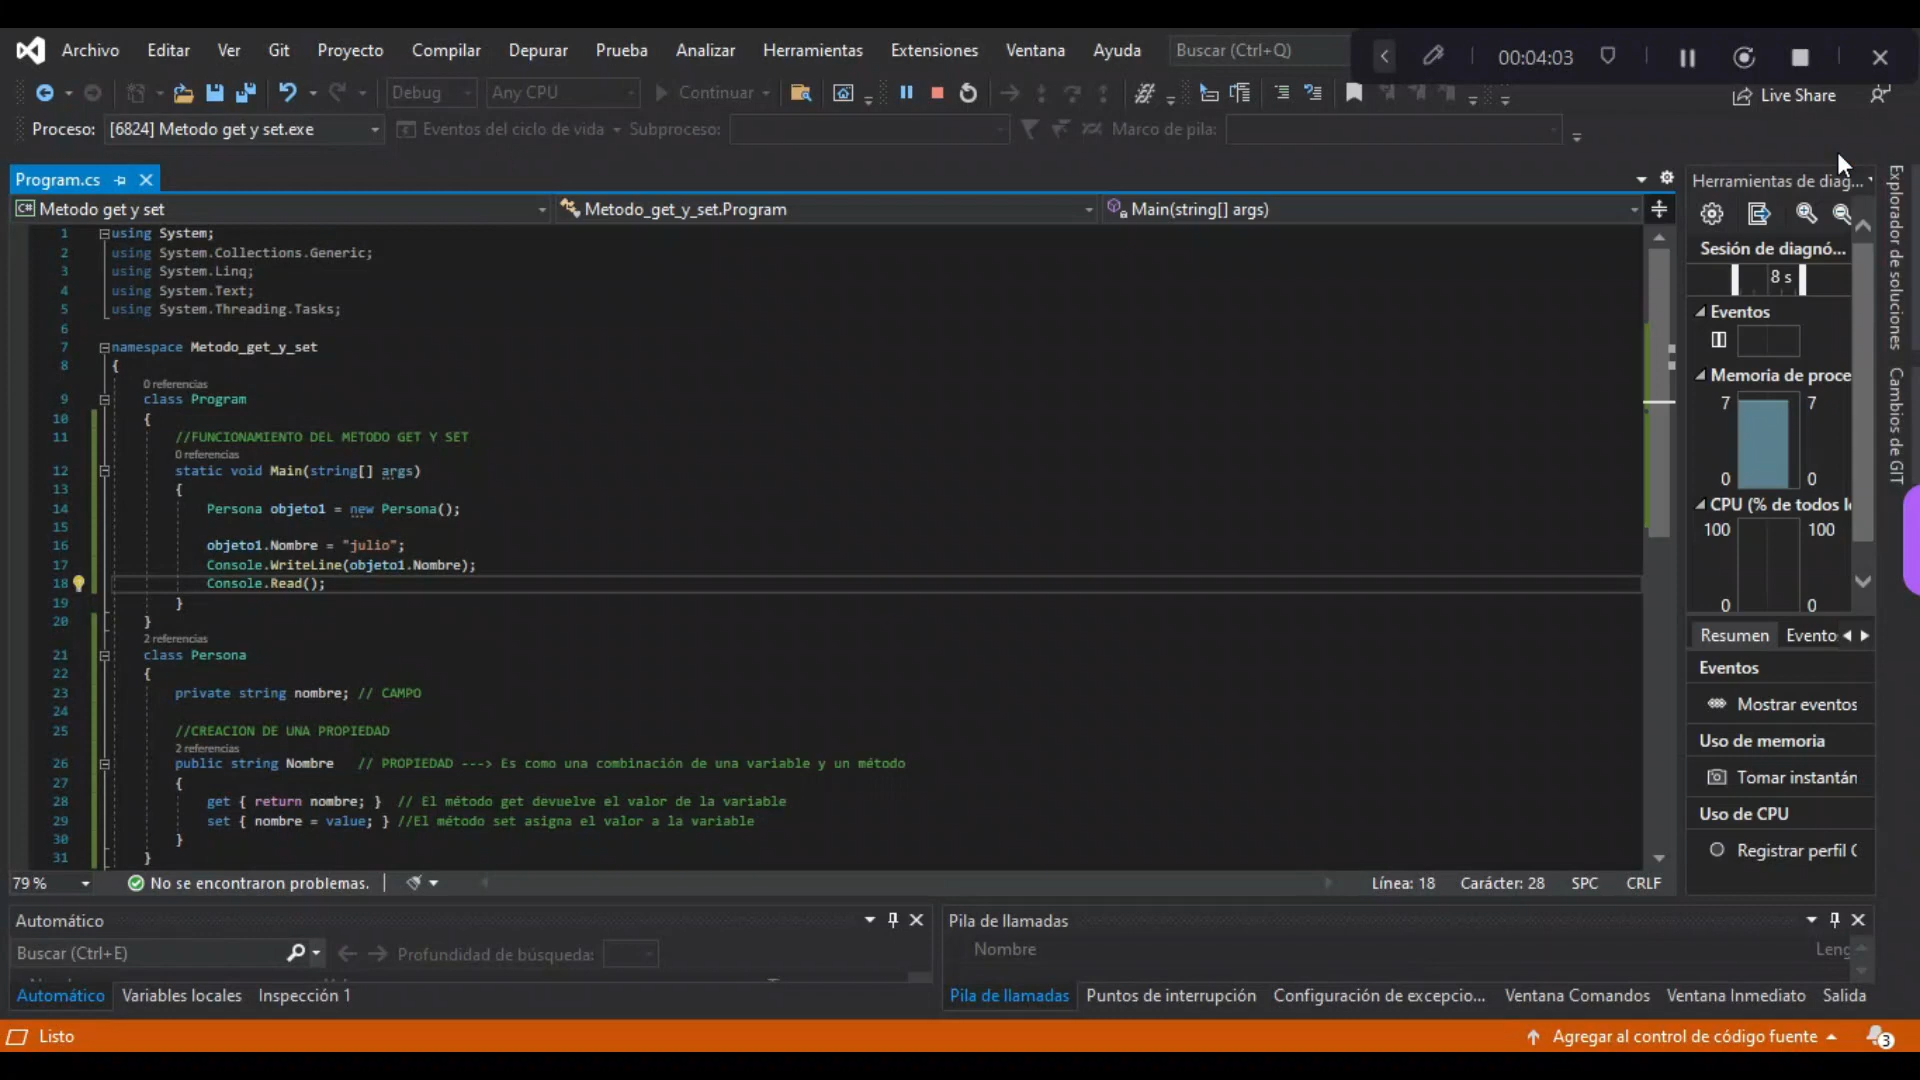 Archivo Editar Ver Git Proyecto Compilar Depurar Prueba Analizar Herramientas Extensiones Ventana Ayuda Buscar (Ctrl+Q) 00:04:03
Debug Any CPU Continuar Live Share
Proceso: [6824] Metodo get y set.exe Eventos del ciclo de vida Subproceso: Marco de pila:
Program.cs
Metodo get y set Metodo_get_y_set.Program Main(string[] args)
1 using System;
2 using System.Collections.Generic;
3 using System.Linq;
4 using System.Text;
5 using System.Threading.Tasks;
6
7 namespace Metodo_get_y_set
8 {
0 referencias
9 class Program
10 {
11 //FUNCIONAMIENTO DEL METODO GET Y SET
0 referencias
12 static void Main(string[] args)
13 {
14 Persona objeto1 = new Persona();
15
16 objeto1.Nombre = "julio";
17 Console.WriteLine(objeto1.Nombre);
18 Console.Read();
19 }
20 }
2 referencias
21 class Persona
22 {
23 private string nombre; // CAMPO
24
25 //CREACION DE UNA PROPIEDAD
2 referencias
26 public string Nombre // PROPIEDAD ---> Es como una combinación de una variable y un método
27 {
28 get { return nombre; } // El método get devuelve el valor de la variable
29 set { nombre = value; } //El método set asigna el valor a la variable
30 }
31 }
79 % No se encontraron problemas. Línea: 18 Carácter: 28 SPC CRLF
Herramientas de diag...
Sesión de diagnó...
8 s
Eventos
Memoria de proce
7 7
0 0
CPU (% de todos l
100 100
0 0
Resumen Evento
Eventos
Mostrar eventos
Uso de memoria
Tomar instantán
Uso de CPU
Registrar perfil
Explorador de soluciones
Cambios de GIT
Automático
Buscar (Ctrl+E) Profundidad de búsqueda:
Automático Variables locales Inspección 1
Pila de llamadas
Nombre Leng
Pila de llamadas Puntos de interrupción Configuración de excepcio... Ventana Comandos Ventana Inmediato Salida
Listo Agregar al control de código fuente 3